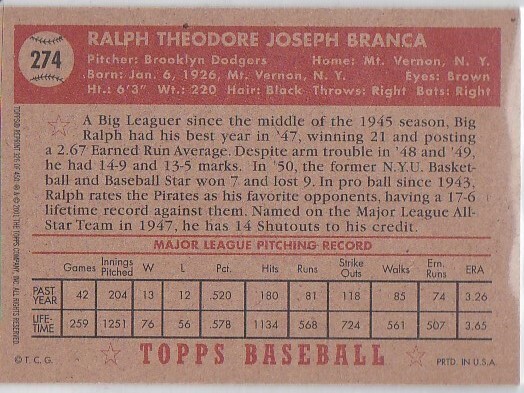 274
RALPH THEODORE JOSEPH BRANCA
Pitcher: Brooklyn Dodgers Home: Mt. Vernon, N. Y.
Born: Jan. 6, 1926, Mt. Vernon, N. Y. Eyes: Brown
Ht.: 6'3" Wt.: 220 Hair: Black Throws: Right Bats: Right
A Big Leaguer since the middle of the 1945 season, Big
Ralph had his best year in '47, winning 21 and posting
a 2.67 Earned Run Average. Despite arm trouble in '48 and '49,
he had 14-9 and 13-5 marks. In '50, the former N.Y.U. Basket-
ball and Baseball Star won 7 and lost 9. In pro ball since 1943,
Ralph rates the Pirates as his favorite opponents, having a 17-6
lifetime record against them. Named on the Major League All-
Star Team in 1947, he has 14 Shutouts to his credit.
MAJOR LEAGUE PITCHING RECORD
Games Innings Pitched W L Pct. Hits Runs Strike Outs Walks Ern. Runs ERA
PAST YEAR 42 204 13 12 .520 180 81 118 85 74 3.26
LIFE-TIME 259 1251 76 56 .578 1134 568 724 561 507 3.65
© T. C. G.
TOPPS BASEBALL
PRTD. IN U.S.A.
® & © 2001 THE TOPPS COMPANY, INC. ALL RIGHTS RESERVED.